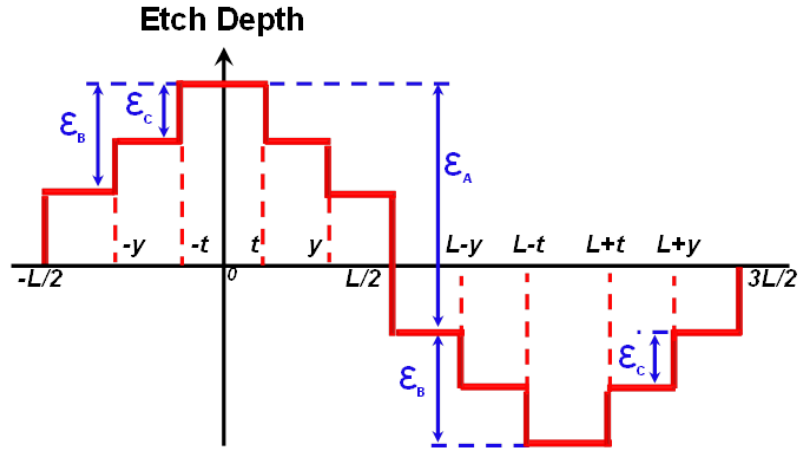 Etch Depth
ε_B
ε_C
ε_A
-y
-t
t
y
L-y
L-t
L+t
L+y
-L/2
0
L/2
3L/2
ε_B
ε_C